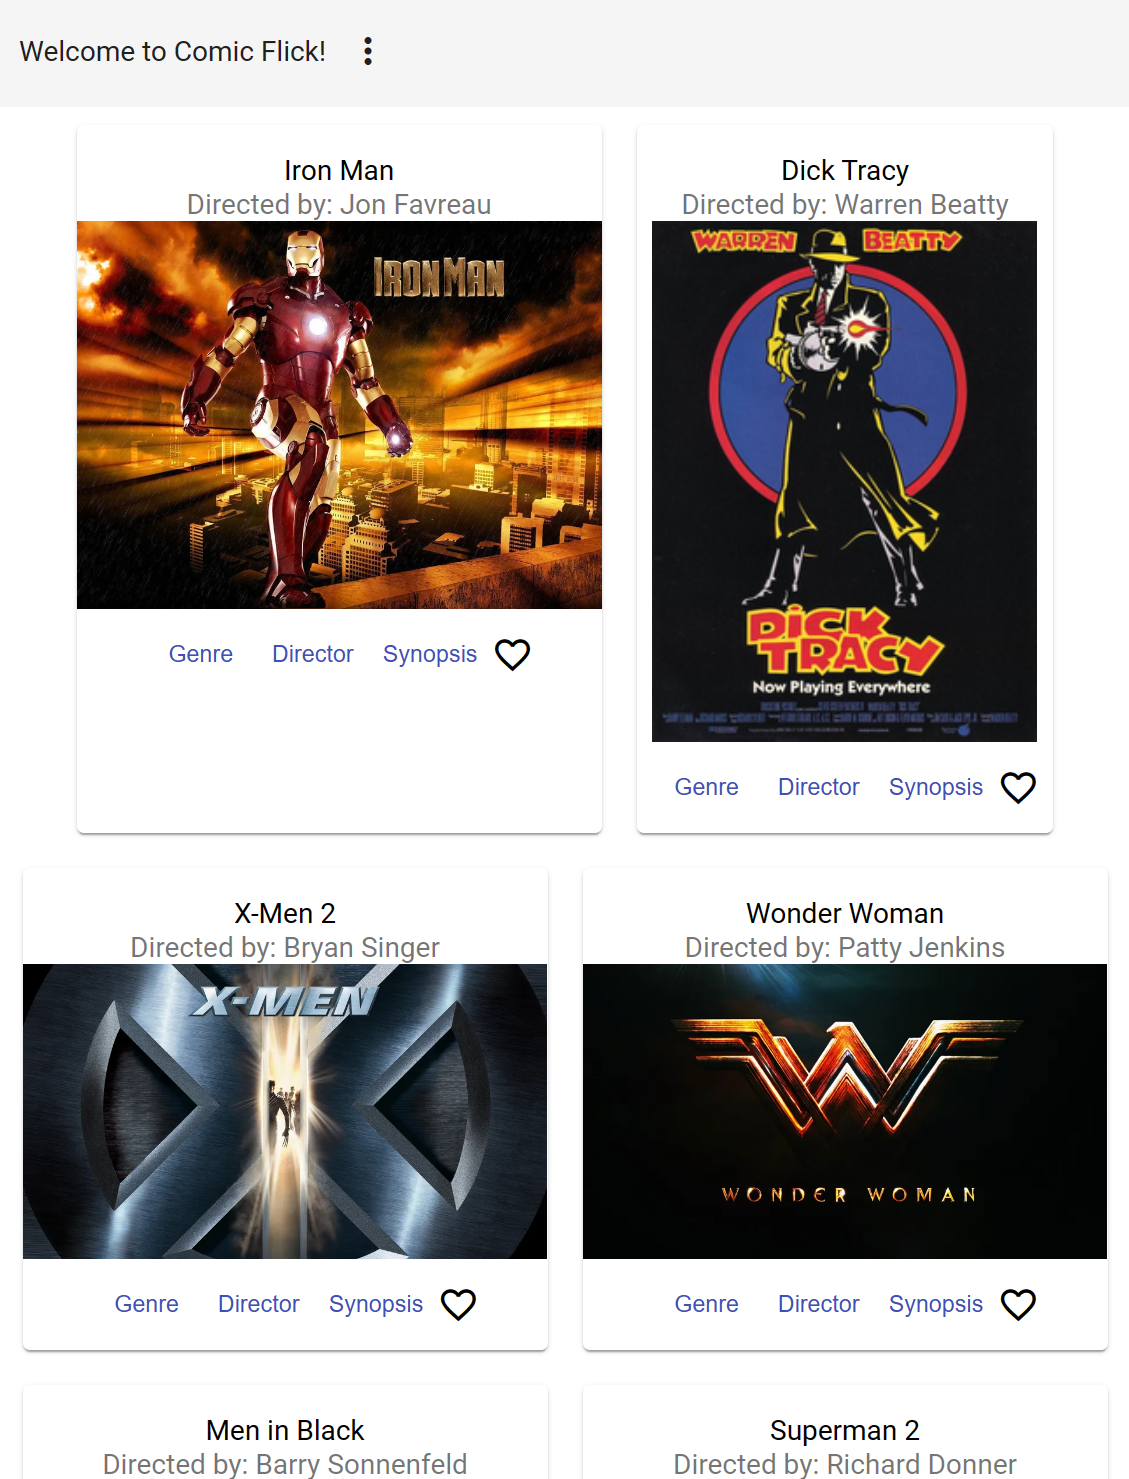 Welcome to Comic Flick!
Iron Man
Directed by: Jon Favreau
IRON MAN
Genre
Director
Synopsis
Dick Tracy
Directed by: Warren Beatty
WARREN BEATTY
DICK
TRACY
Now Playing Everywhere
Genre
Director
Synopsis
X-Men 2
Directed by: Bryan Singer
X-MEN
Genre
Director
Synopsis
Wonder Woman
Directed by: Patty Jenkins
WONDER WOMAN
Genre
Director
Synopsis
Men in Black
Directed by: Barry Sonnenfeld
Superman 2
Directed by: Richard Donner